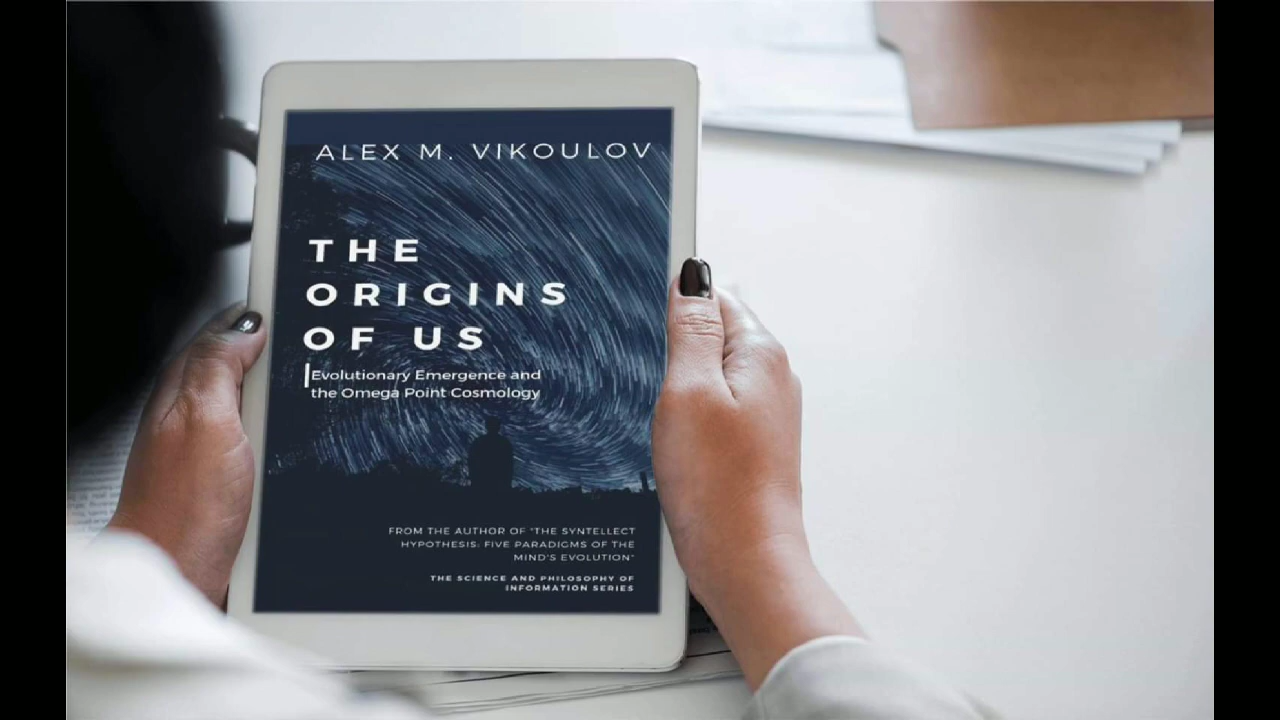 ALEX M. VIKOULOV
THE
ORIGINS
OF US
Evolutionary Emergence and
the Omega Point Cosmology
FROM THE AUTHOR OF "THE SYNTELLECT
HYPOTHESIS: FIVE PARADIGMS OF THE
MIND'S EVOLUTION"
THE SCIENCE AND PHILOSOPHY OF
INFORMATION SERIES